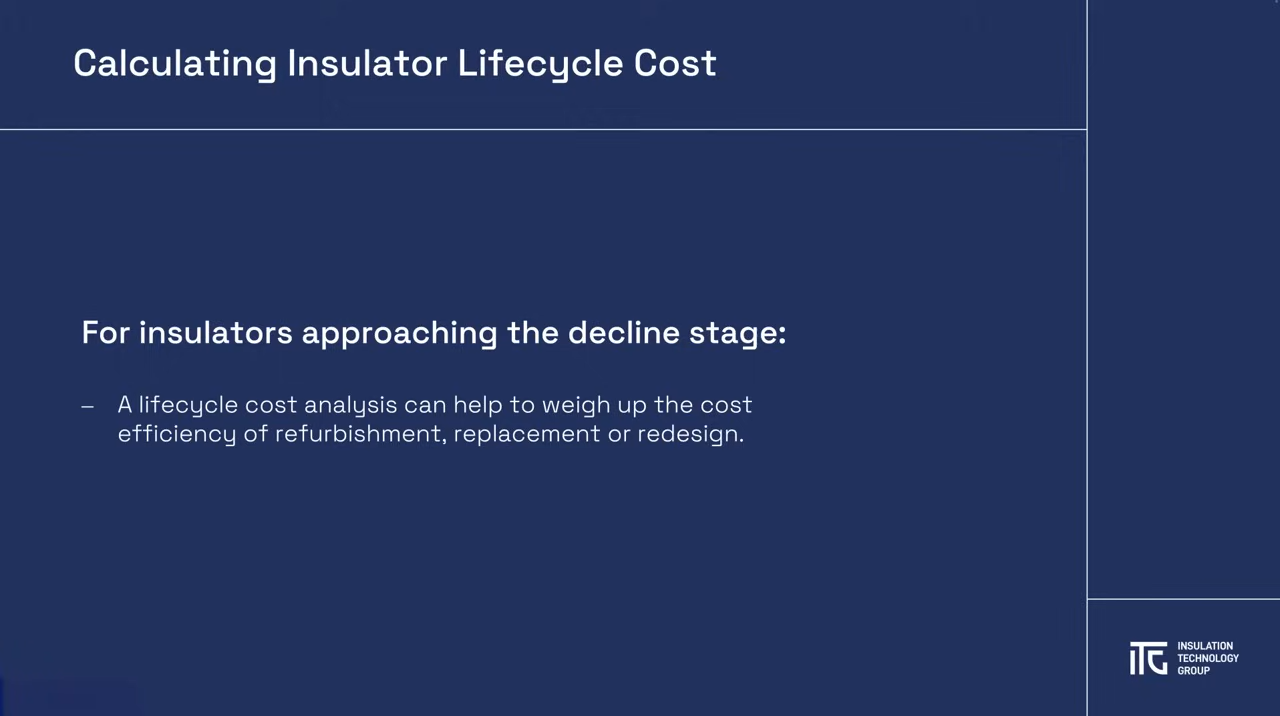 Calculating Insulator Lifecycle Cost
For insulators approaching the decline stage:
– A lifecycle cost analysis can help to weigh up the cost
efficiency of refurbishment, replacement or redesign.
ITG
INSULATION
TECHNOLOGY
GROUP